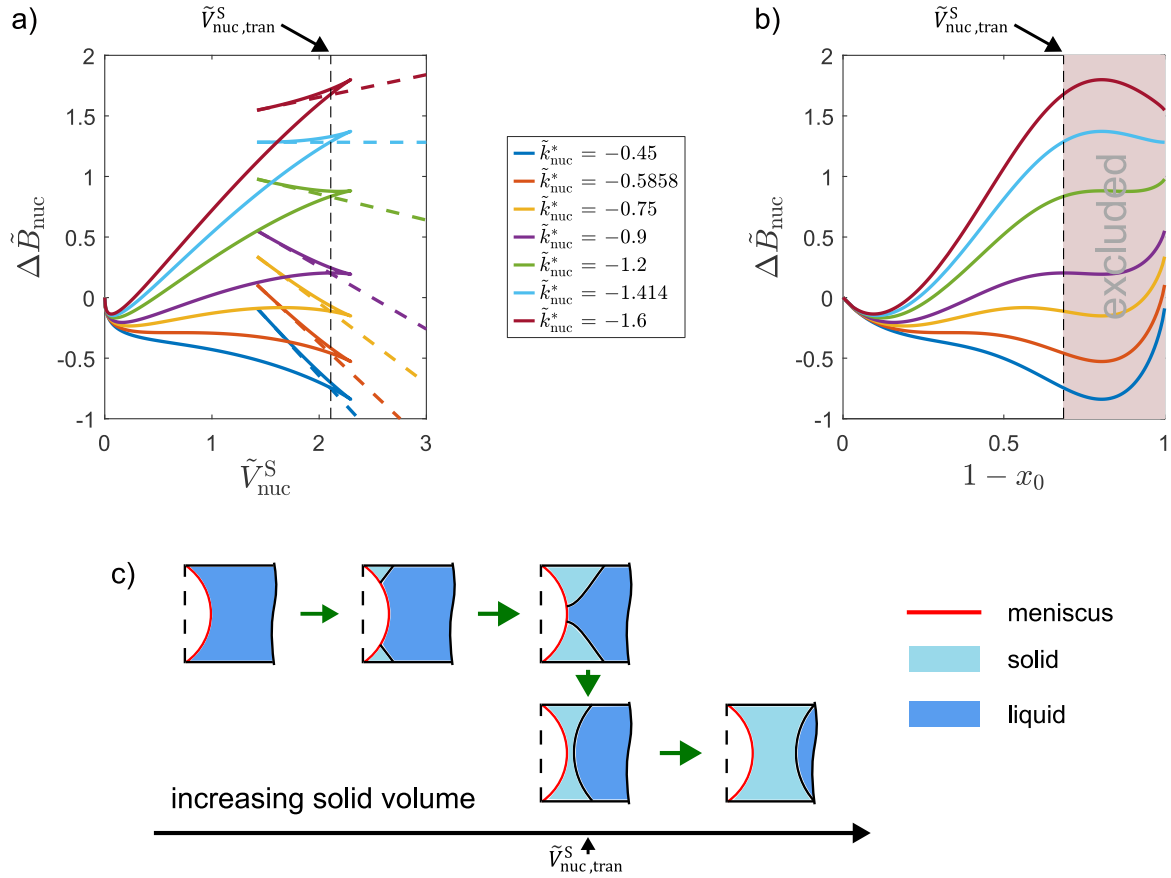 a)
Ṽ^S_nuc,tran
2
1.5
1
0.5
0
-0.5
-1
0
1
2
3
ΔB̃_nuc
Ṽ^S_nuc
k̃*_nuc = −0.45
k̃*_nuc = −0.5858
k̃*_nuc = −0.75
k̃*_nuc = −0.9
k̃*_nuc = −1.2
k̃*_nuc = −1.414
k̃*_nuc = −1.6
b)
Ṽ^S_nuc,tran
2
1.5
1
0.5
0
-0.5
-1
0
0.5
1
ΔB̃_nuc
1 − x_0
excluded
c)
meniscus
solid
liquid
increasing solid volume
Ṽ^S_nuc,tran